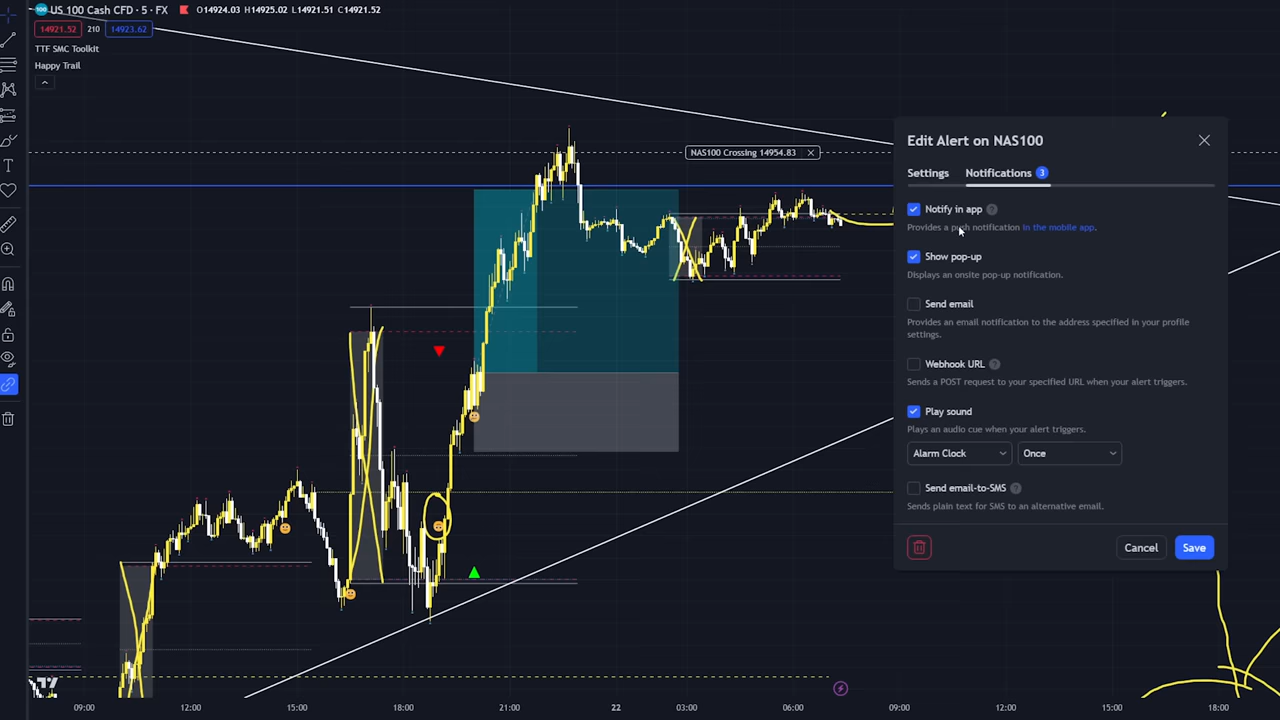 US 100 Cash CFD · 5 · FX O14924.03 H14925.02 L14921.51 C14921.52
14921.52 210 14923.62
TTF SMC Toolkit
Happy Trail
NAS100 Crossing 14954.83
Edit Alert on NAS100
Settings Notifications 3
Notify in app
Provides a push notification in the mobile app.
Show pop-up
Displays an onsite pop-up notification.
Send email
Provides an email notification to the address specified in your profile
settings.
Webhook URL
Sends a POST request to your specified URL when your alert triggers.
Play sound
Plays an audio cue when your alert triggers.
Alarm Clock Once
Send email-to-SMS
Sends plain text for SMS to an alternative email.
Cancel Save
09:00 12:00 15:00 18:00 21:00 22 03:00 06:00 09:00 12:00 15:00 18:00